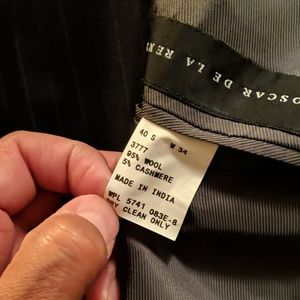 OSCAR DE LA REN
40 S W 34
3777
95% WOOL
5% CASHMERE
MADE IN INDIA
WPL 5741 083E-8
DRY CLEAN ONLY